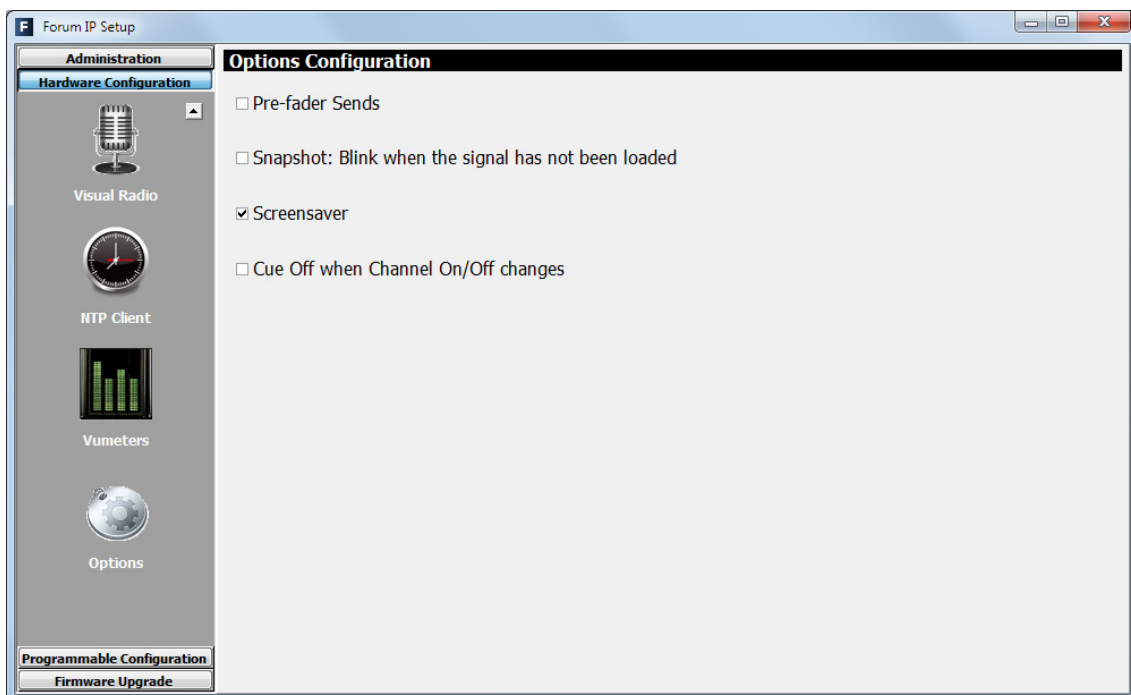 Forum IP Setup
Administration
Hardware Configuration
Visual Radio
NTP Client
Vumeters
Options
Programmable Configuration
Firmware Upgrade
Options Configuration
Pre-fader Sends
Snapshot: Blink when the signal has not been loaded
Screensaver
Cue Off when Channel On/Off changes